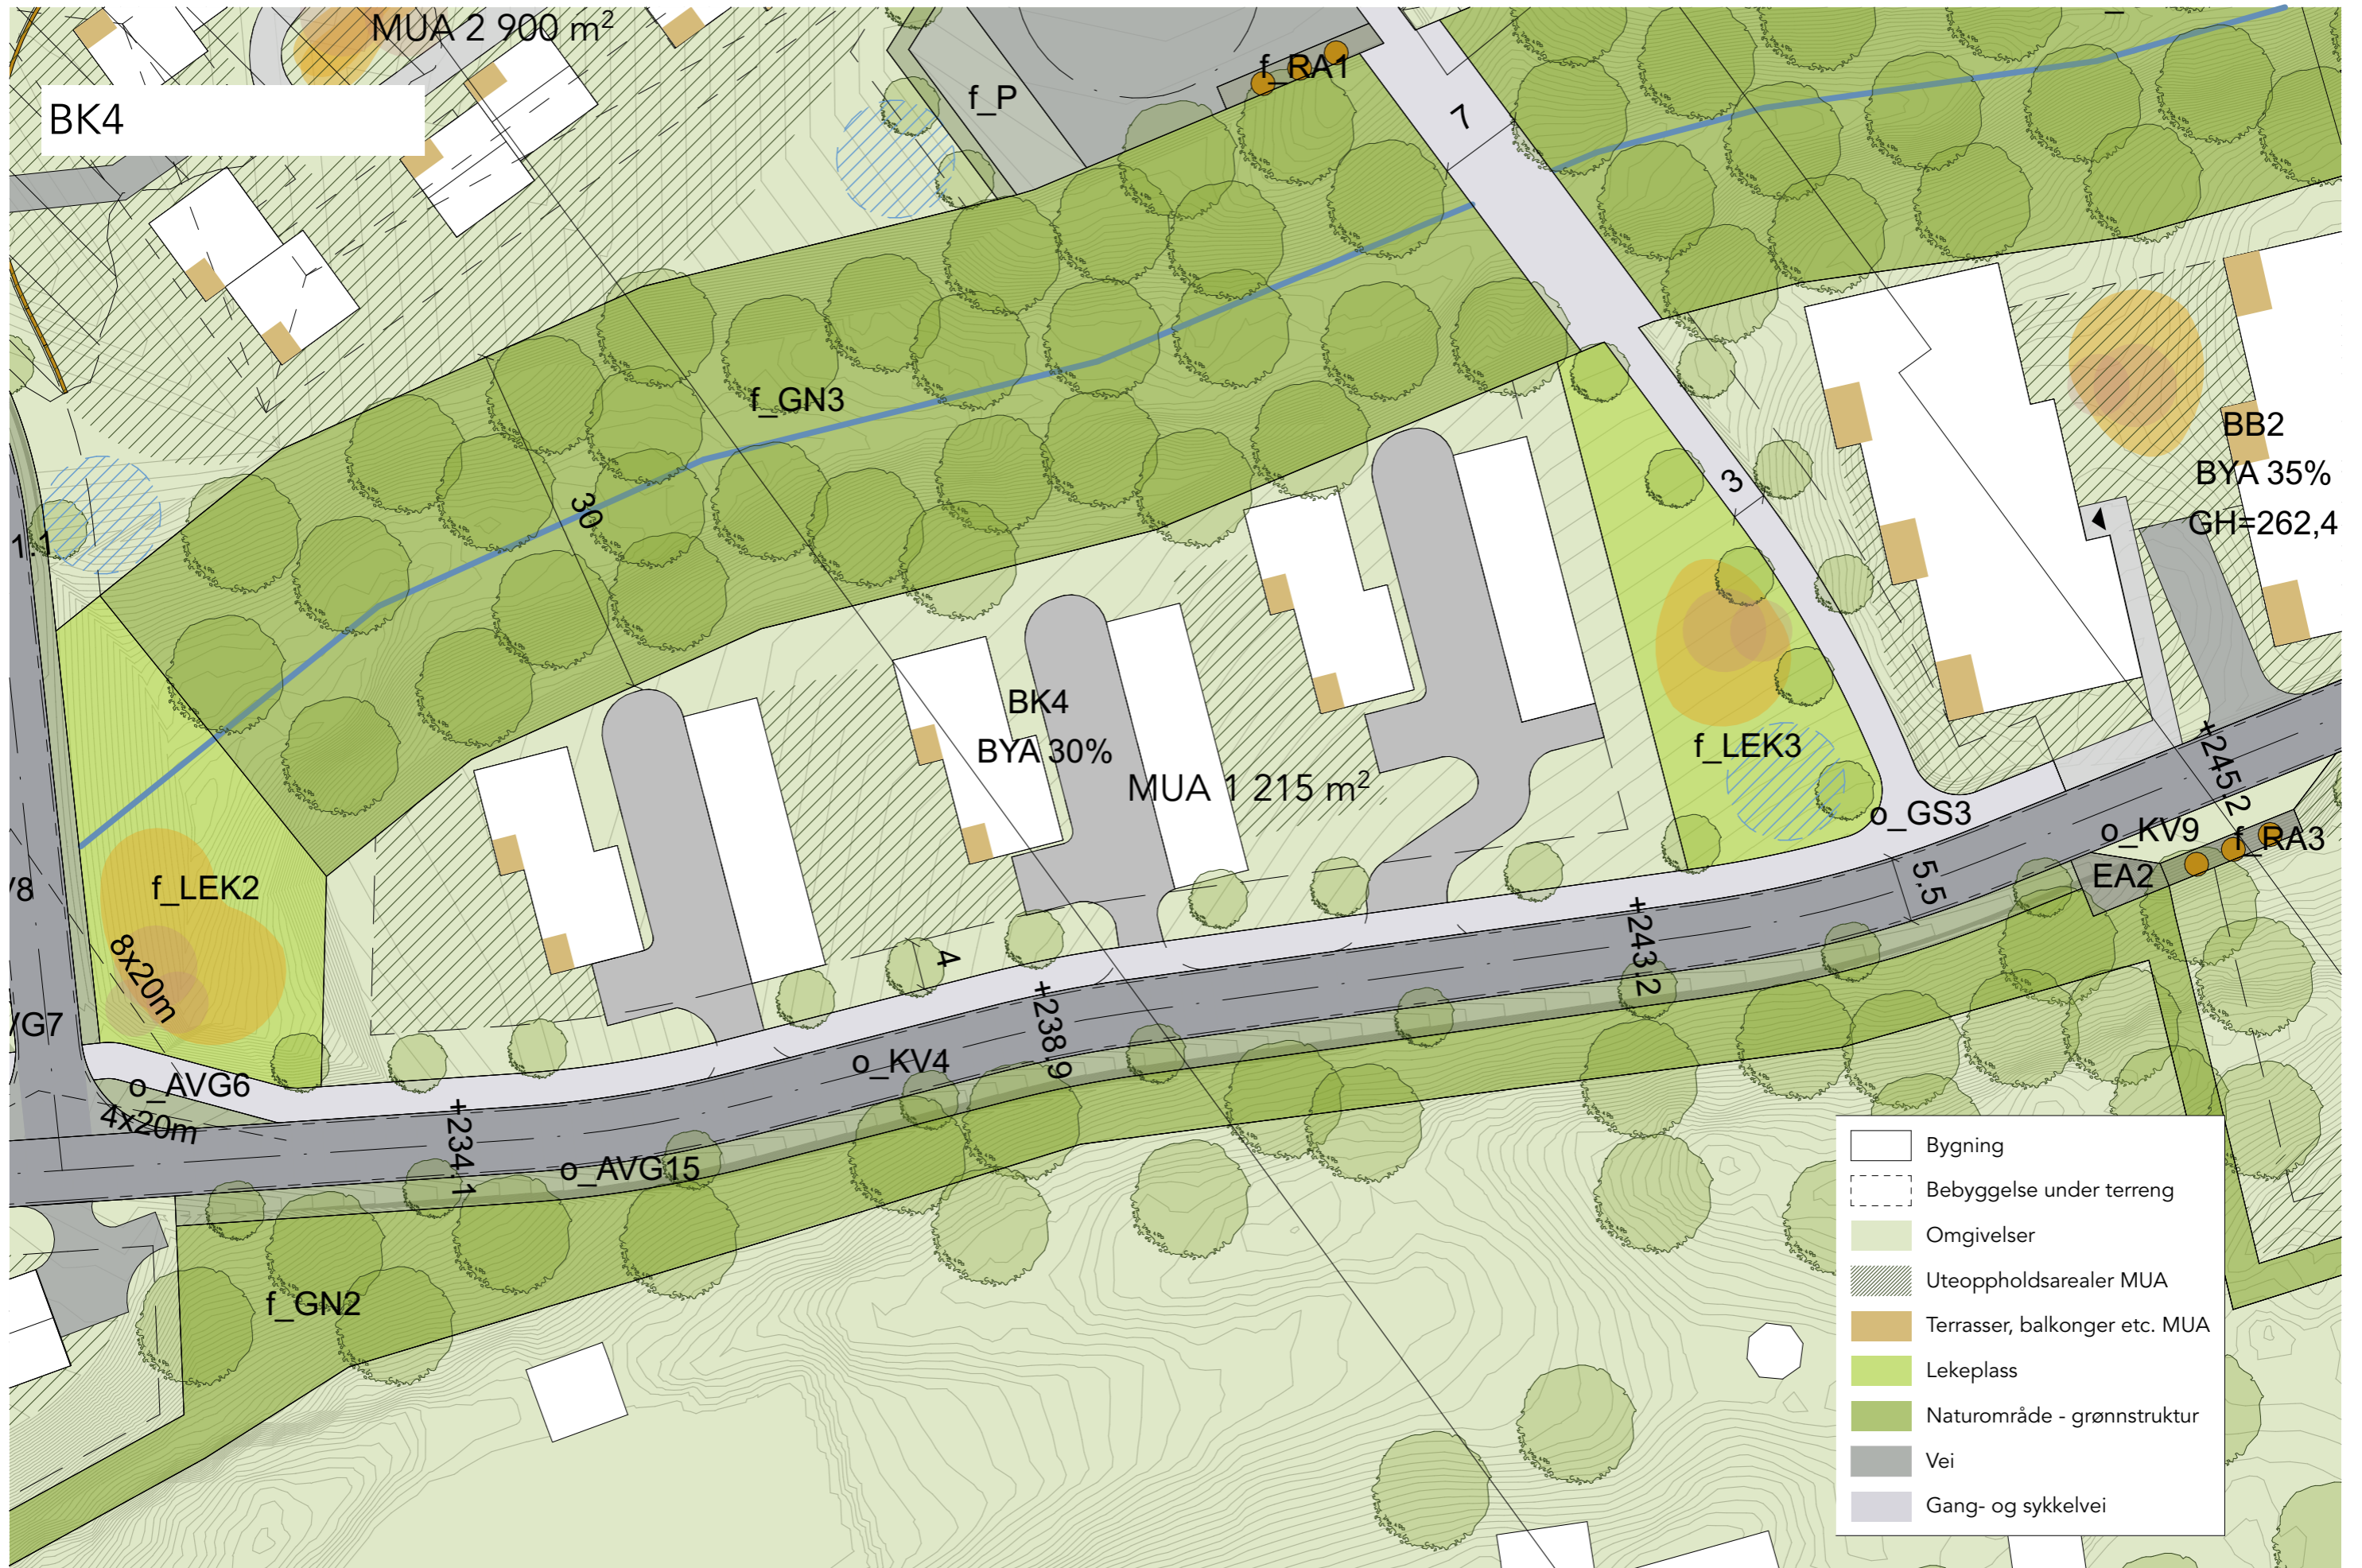 MUA 2 900 m²
BK4
f_P
f_RA1
7
f_GN3
30
3
BB2
BYA 35%
GH=262,4
1.1
BK4
BYA 30%
MUA 1 215 m²
f_LEK3
+245.2
o_GS3
o_KV9
f_RA3
EA2
5.5
f_LEK2
8x20m
4
+243.2
+238.9
o_KV4
o_AVG6
4x20m
+234.1
o_AVG15
f_GN2
Bygning
Bebyggelse under terreng
Omgivelser
Uteoppholdsarealer MUA
Terrasser, balkonger etc. MUA
Lekeplass
Naturområde - grønnstruktur
Vei
Gang- og sykkelvei